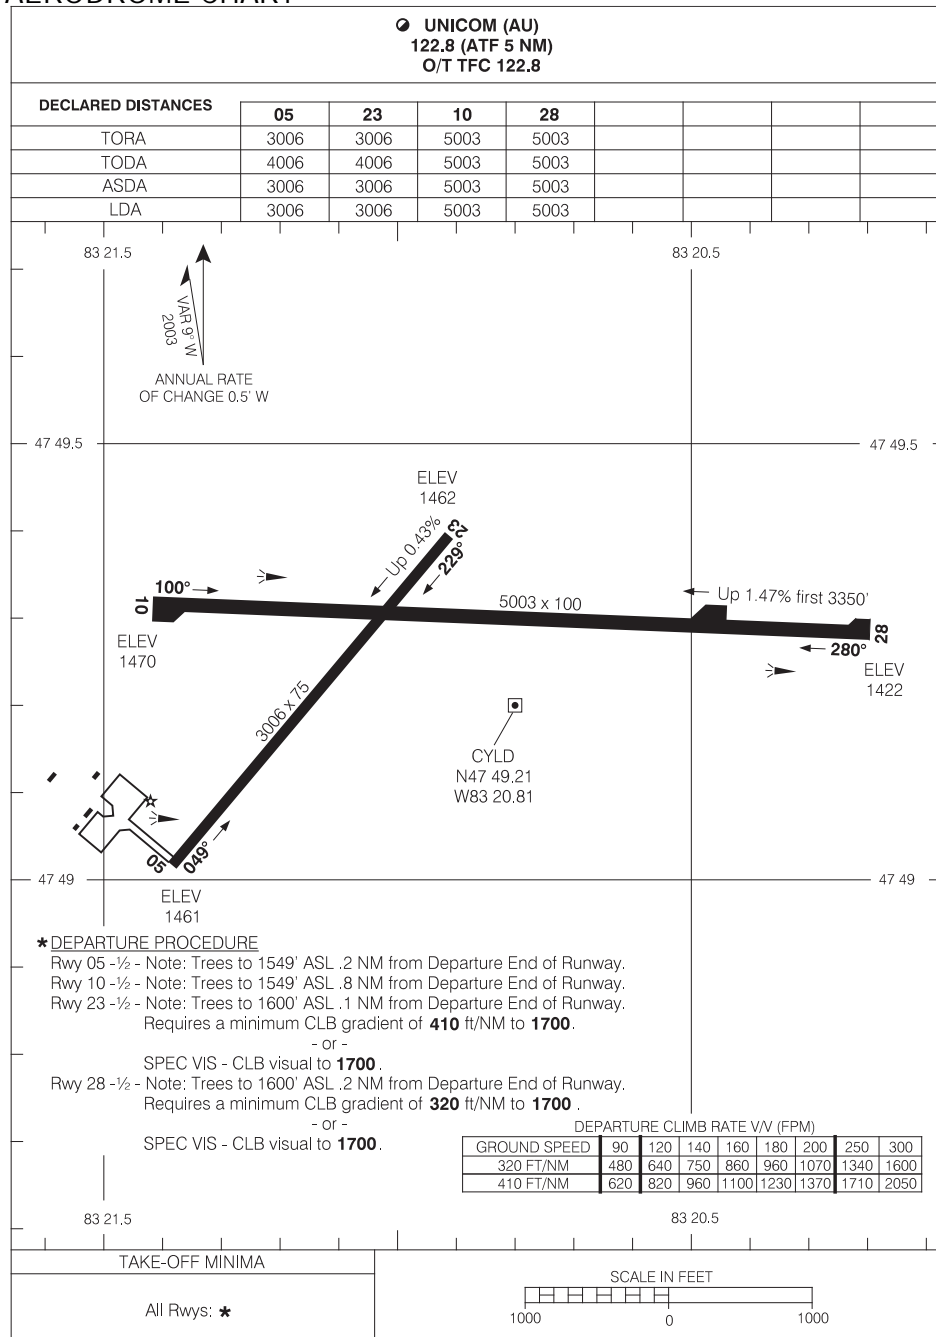 AERODROME CHART
UNICOM (AU)
122.8 (ATF 5 NM)
O/T TFC 122.8
DECLARED DISTANCES 05 23 10 28
TORA 3006 3006 5003 5003
TODA 4006 4006 5003 5003
ASDA 3006 3006 5003 5003
LDA 3006 3006 5003 5003
83 21.5 83 20.5
VAR 9° W
2003
ANNUAL RATE
OF CHANGE 0.5' W
47 49.5 47 49.5
ELEV
1462
23
229°
Up 0.43%
10
100°
ELEV
1470
5003 x 100
Up 1.47% first 3350'
28
280°
ELEV
1422
3006 x 75
CYLD
N47 49.21
W83 20.81
05
049°
47 49 47 49
ELEV
1461
* DEPARTURE PROCEDURE
Rwy 05 -½ - Note: Trees to 1549' ASL .2 NM from Departure End of Runway.
Rwy 10 -½ - Note: Trees to 1549' ASL .8 NM from Departure End of Runway.
Rwy 23 -½ - Note: Trees to 1600' ASL .1 NM from Departure End of Runway.
Requires a minimum CLB gradient of 410 ft/NM to 1700.
- or -
SPEC VIS - CLB visual to 1700.
Rwy 28 -½ - Note: Trees to 1600' ASL .2 NM from Departure End of Runway.
Requires a minimum CLB gradient of 320 ft/NM to 1700 .
- or -
SPEC VIS - CLB visual to 1700.
DEPARTURE CLIMB RATE V/V (FPM)
GROUND SPEED 90 120 140 160 180 200 250 300
320 FT/NM 480 640 750 860 960 1070 1340 1600
410 FT/NM 620 820 960 1100 1230 1370 1710 2050
83 21.5 83 20.5
TAKE-OFF MINIMA
All Rwys: *
SCALE IN FEET
1000 0 1000